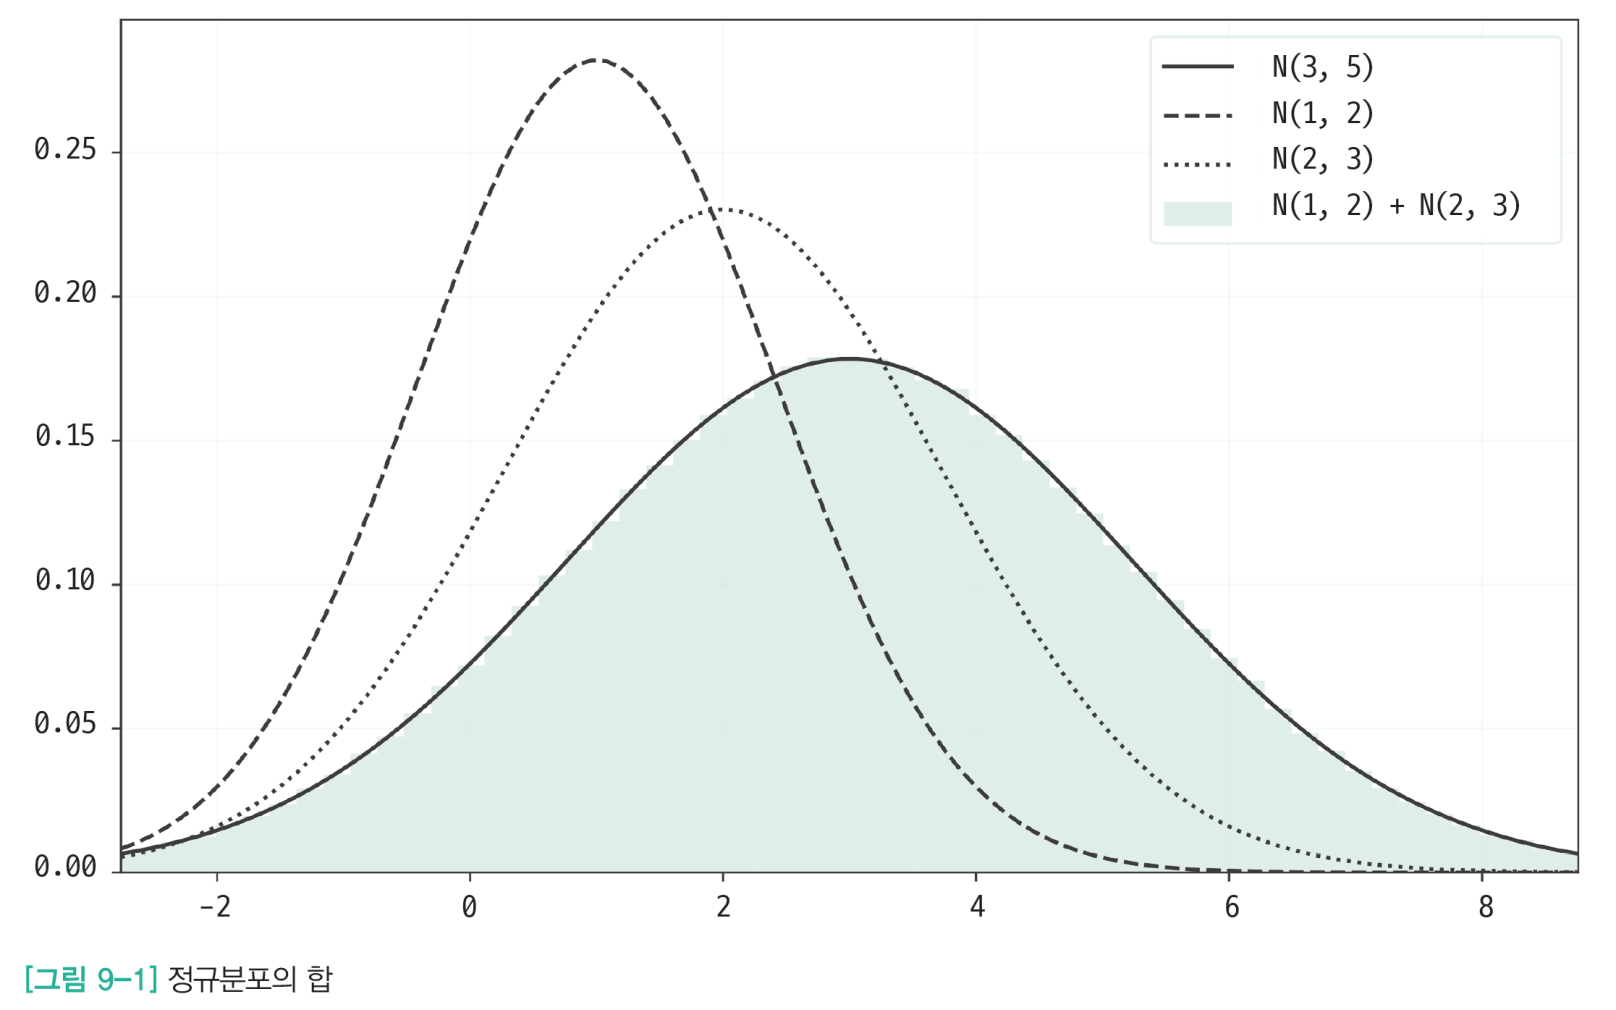 N(3, 5)
N(1, 2)
N(2, 3)
N(1, 2) + N(2, 3)
0.25
0.20
0.15
0.10
0.05
0.00
−2 0 2 4 6 8
[그림 9−1] 정규분포의 합